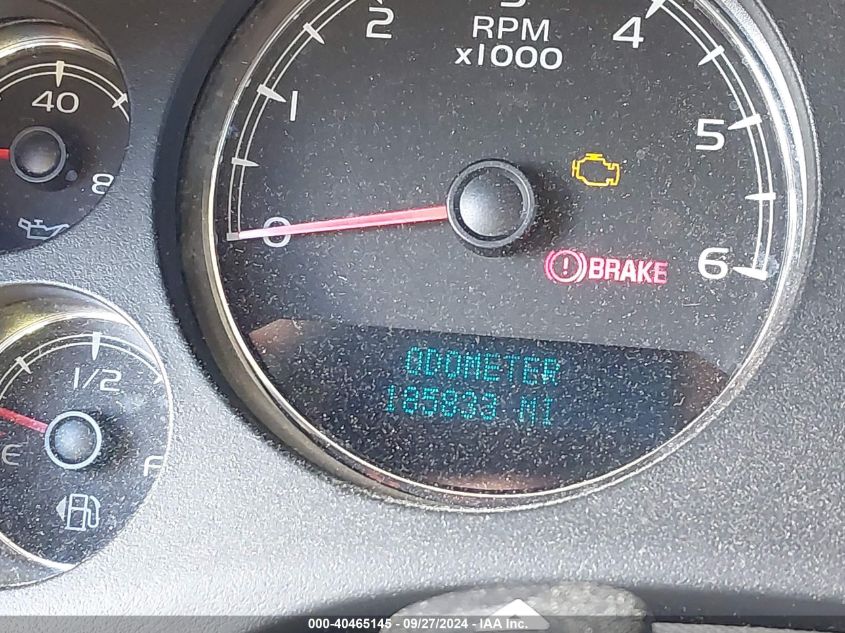 2
3
4
RPM
x1000
40
1
5
8
0
BRAKE
6
ODOMETER
185833 MI
1/2
E
F
000-40465145 - 09/27/2024 - IAA Inc.